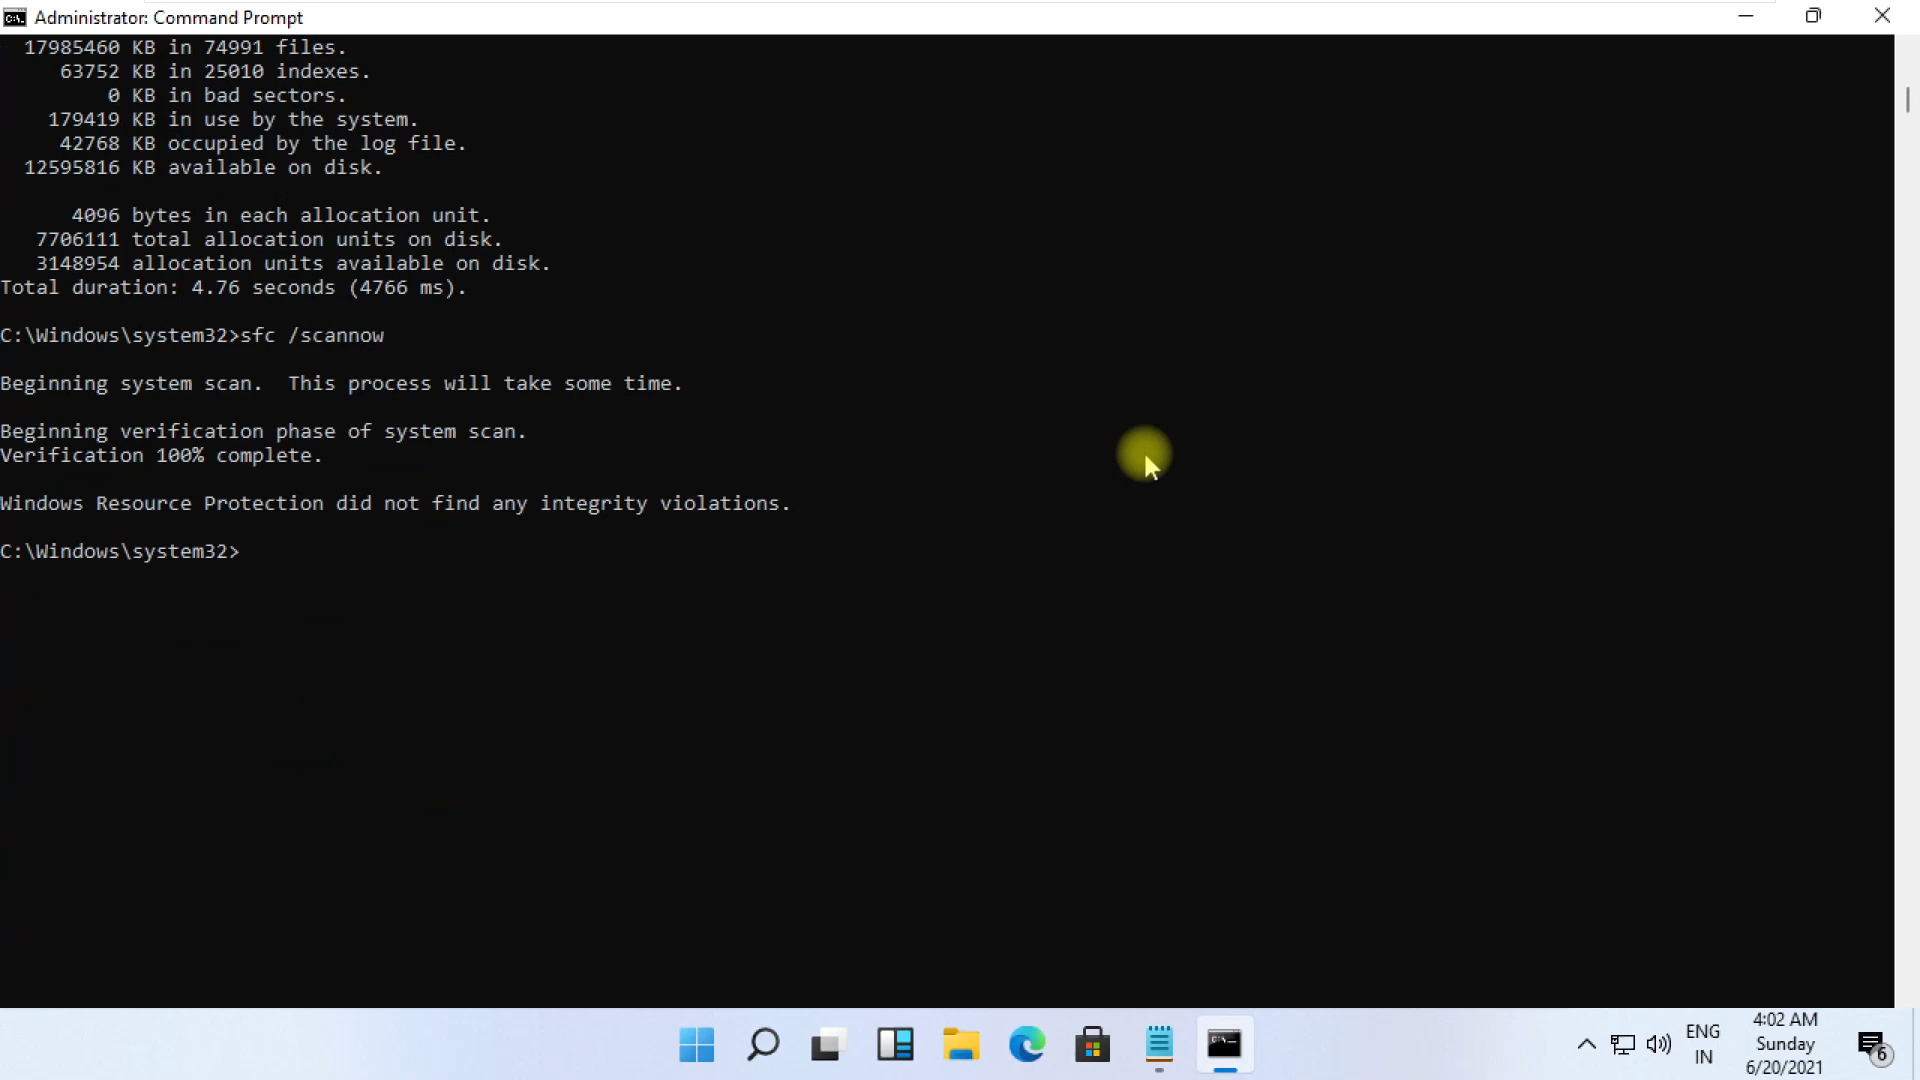 Administrator: Command Prompt
17985460 KB in 74991 files.
63752 KB in 25010 indexes.
0 KB in bad sectors.
179419 KB in use by the system.
42768 KB occupied by the log file.
12595816 KB available on disk.
4096 bytes in each allocation unit.
7706111 total allocation units on disk.
3148954 allocation units available on disk.
Total duration: 4.76 seconds (4766 ms).
C:\Windows\system32>sfc /scannow
Beginning system scan.  This process will take some time.
Beginning verification phase of system scan.
Verification 100% complete.
Windows Resource Protection did not find any integrity violations.
C:\Windows\system32>
ENG
IN
4:02 AM
Sunday
6/20/2021
6